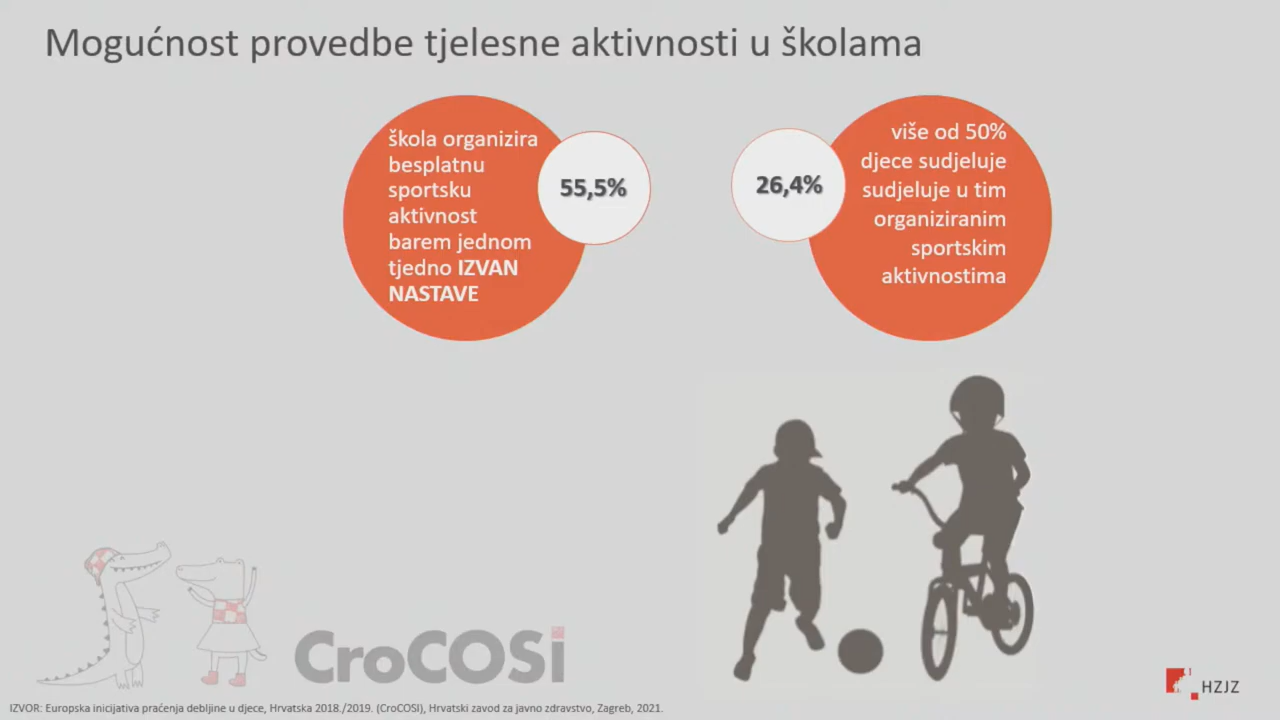 Mogućnost provedbe tjelesne aktivnosti u školama
škola organizira
besplatnu
sportsku
aktivnost
barem jednom
tjedno IZVAN
NASTAVE
55,5%
26,4%
više od 50%
djece sudjeluje
sudjeluje u tim
organiziranim
sportskim
aktivnostima
CroCOSi
HZJZ
IZVOR: Europska inicijativa praćenja debljine u djece, Hrvatska 2018./2019. (CroCOSI), Hrvatski zavod za javno zdravstvo, Zagreb, 2021.